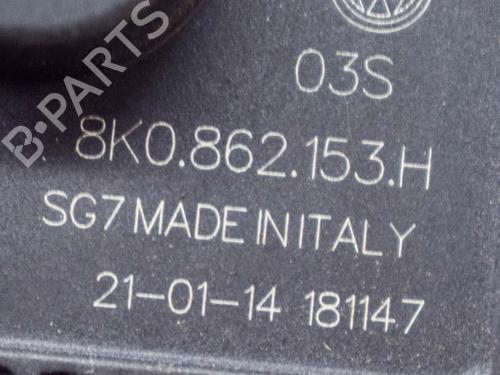 B-PARTS
03S
8K0.862.153.H
SG7 MADE IN ITALY
21-01-14 181147